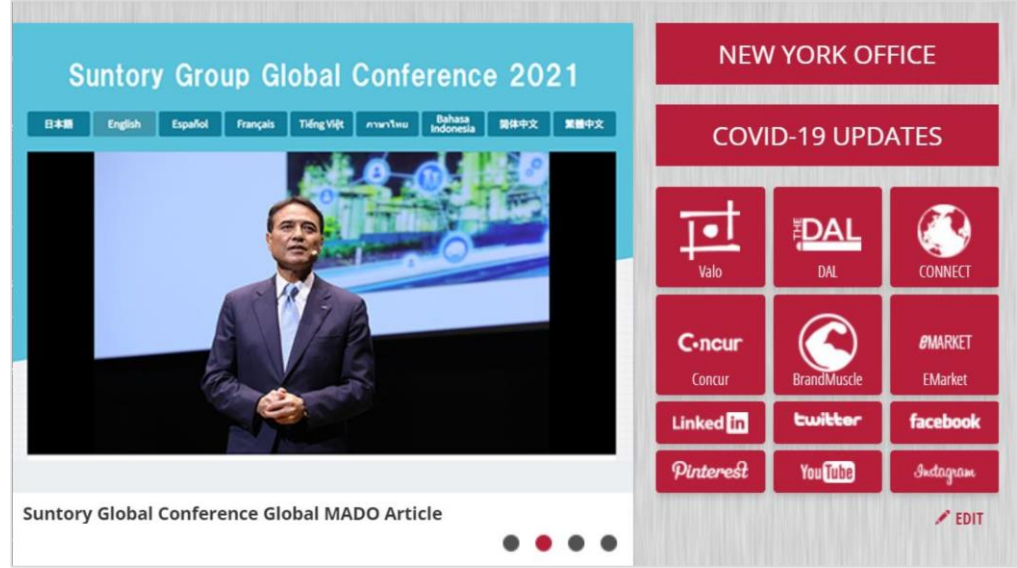 Suntory Group Global Conference 2021
日本語 English Español Français Tiếng Việt ภาษาไทย Bahasa Indonesia 简体中文 繁體中文
Suntory Global Conference Global MADO Article
NEW YORK OFFICE
COVID-19 UPDATES
Valo
THE DAL
DAL
CONNECT
Concur
Concur
BrandMuscle
eMARKET
EMarket
Linked in
twitter
facebook
Pinterest
YouTube
Instagram
EDIT